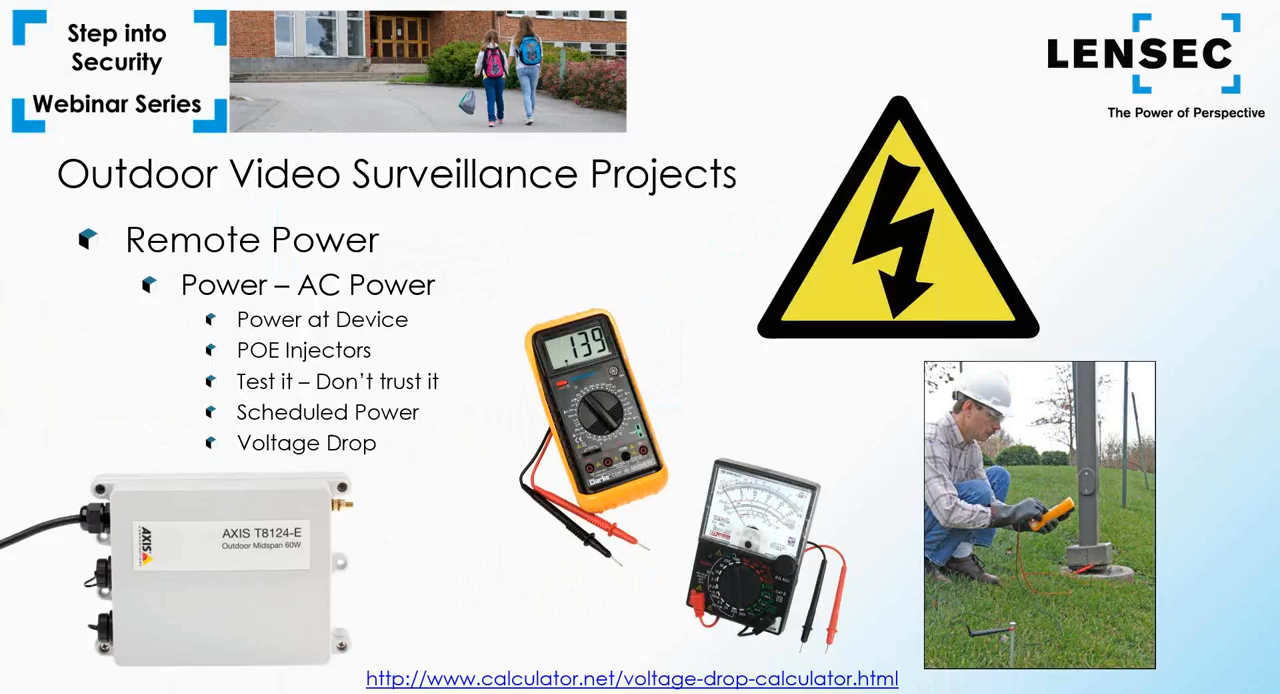 Step into
Security
Webinar Series
LENSEC
The Power of Perspective
Outdoor Video Surveillance Projects
Remote Power
Power – AC Power
Power at Device
POE Injectors
Test it – Don't trust it
Scheduled Power
Voltage Drop
.139
AXIS
AXIS T8124-E
Outdoor Midspan 60W
http://www.calculator.net/voltage-drop-calculator.html